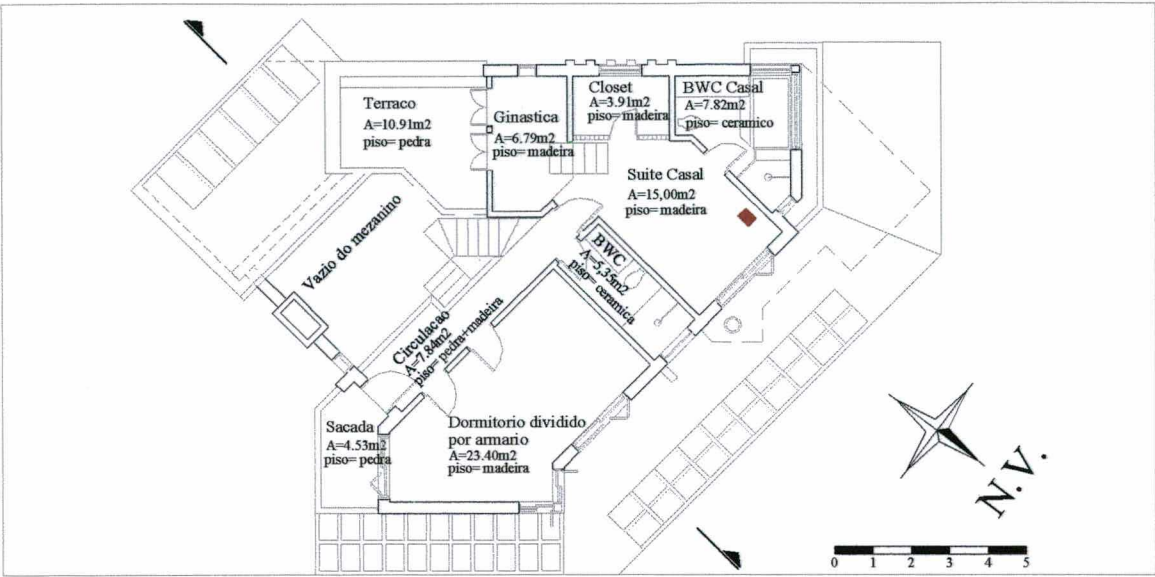 Terraco
A=10.91m2
piso= pedra
Ginastica
A=6.79m2
piso=madeira
Closet
A=3.91m2
piso=madeira
BWC Casal
A=7.82m2
piso= ceramico
Suite Casal
A=15,00m2
piso=madeira
Vazio do mezanino
BWC
A=5,35m2
piso= ceramica
Circulacao
A=7.84m2
piso= pedra+madeira
Sacada
A=4.53m2
piso= pedra
Dormitorio dividido
por armario
A=23.40m2
piso=madeira
N.V.
0 1 2 3 4 5